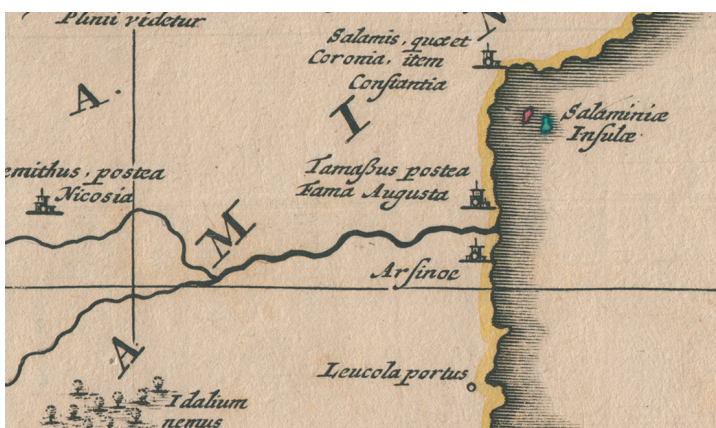 Plinii videtur
Salamis, quæ et
Coronia, item
Conſtantia
A.
I
Salaminiæ
Inſulæ
emithus, postea
Nicosia
Tamaßus postea
Fama Augusta
M
Arſinoe
A
Leucola portus
Idalium
nemus